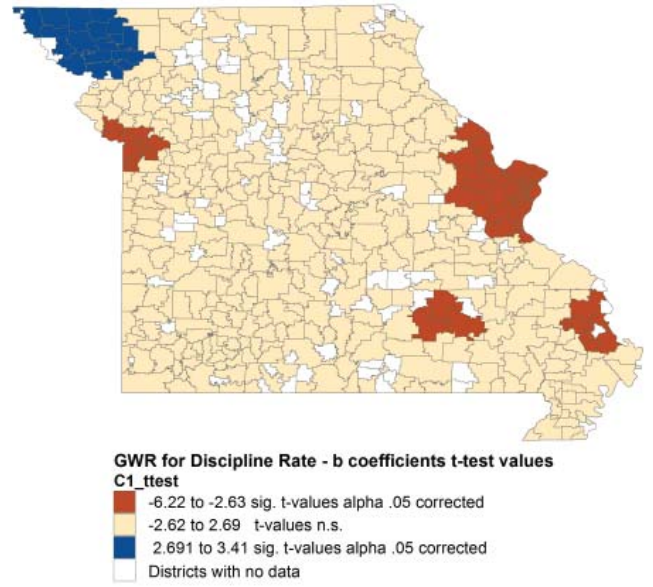 GWR for Discipline Rate - b coefficients t-test values
C1_ttest
-6.22 to -2.63 sig. t-values alpha .05 corrected
-2.62 to 2.69 t-values n.s.
2.691 to 3.41 sig. t-values alpha .05 corrected
Districts with no data